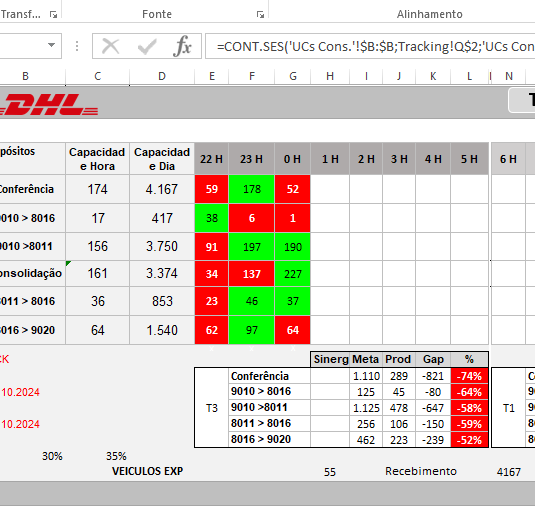 Transf...
Fonte
Alinhamento
fx
=CONT.SES('UCs Cons.'!$B:$B;Tracking!Q$2;'UCs Con
B C D E F G H I J K L N
DHL
T
pósitos Capacidad e Hora Capacidad e Dia 22 H 23 H 0 H 1 H 2 H 3 H 4 H 5 H 6 H
Conferência 174 4.167 59 178 52
9010 > 8016 17 417 38 6 1
9010 >8011 156 3.750 91 197 190
onsolidação 161 3.374 34 137 227
8011 > 8016 36 853 23 46 37
8016 > 9020 64 1.540 62 97 64
CK Sinerg Meta Prod Gap %
Conferência 1.110 289 -821 -74% C
.10.2024 9010 > 8016 125 45 -80 -64% 9
T3 9010 >8011 1.125 478 -647 -58% T1 9
.10.2024 8011 > 8016 256 106 -150 -59% 8
8016 > 9020 462 223 -239 -52% 8
30% 35%
VEICULOS EXP 55 Recebimento 4167